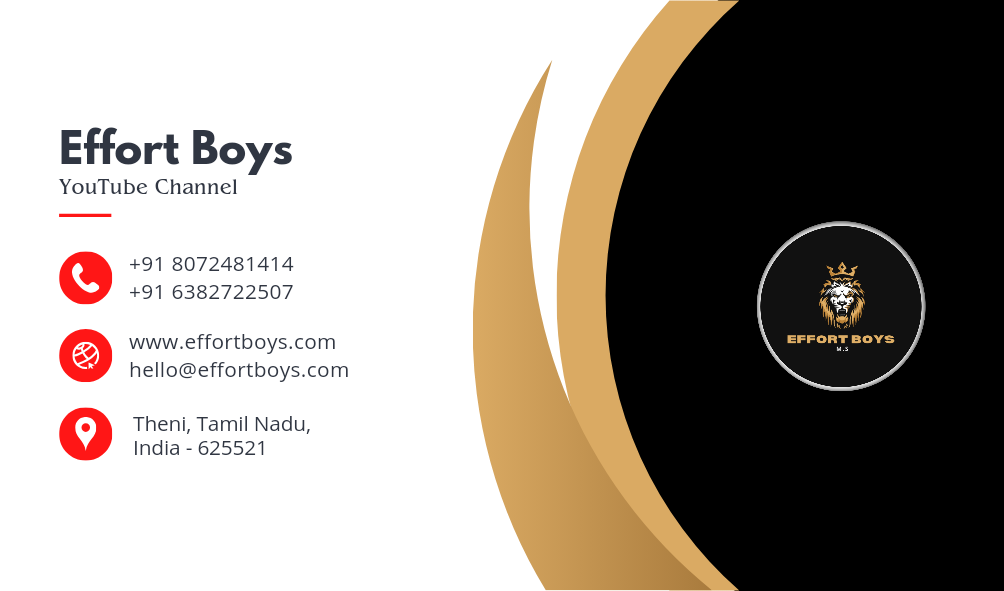 Effort Boys
YouTube Channel
+91 8072481414
+91 6382722507
www.effortboys.com
hello@effortboys.com
Theni, Tamil Nadu,
India - 625521
EFFORT BOYS
M.S